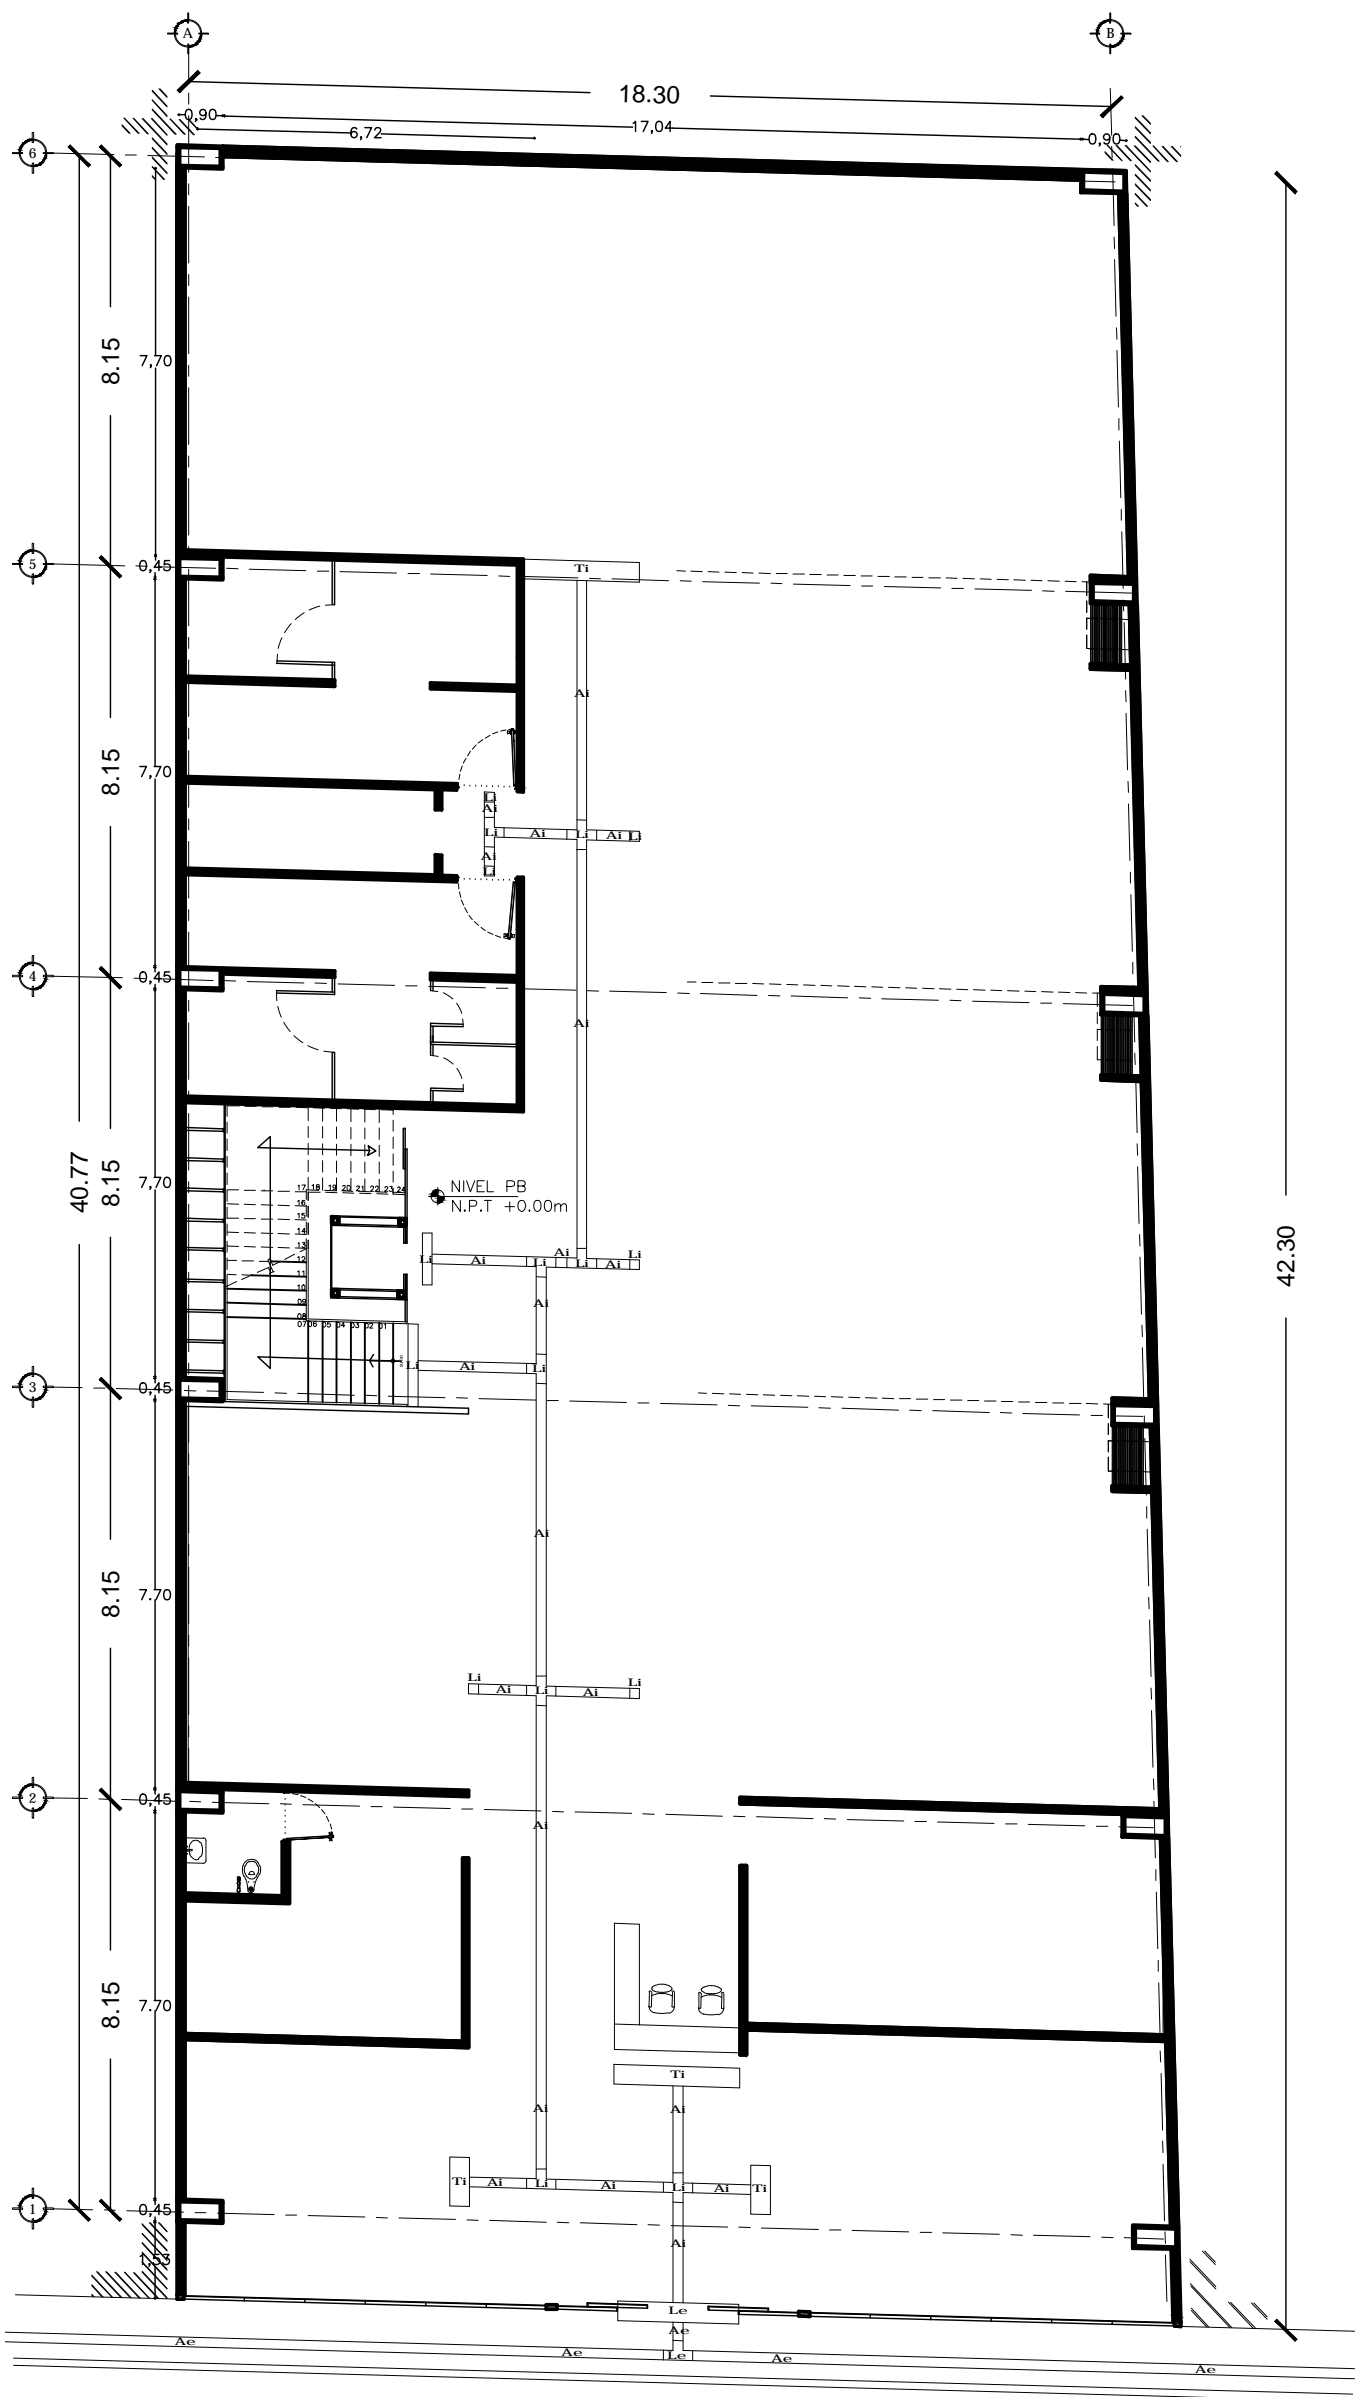 A
B
18.30
0,90
17,04
0,90
6,72
6
8.15
7,70
5
0,45
Ti
Ai
8.15
7,70
Li
Ai
Li
Ai
Li
Ai
Li
Ai
Li
4
0,45
Ai
40.77
8.15
7,70
17 18 19 20 21 22 23 24
16
15
14
13
12
11
10
09
08
07 06 05 04 03 02 01
NIVEL PB
N.P.T +0.00m
42.30
Li
Ai
Li
Ai
Li
Ai
Li
Ai
Li
Ai
Li
3
0,45
Ai
8.15
7.70
Li
Ai
Li
Ai
Li
2
0,45
Ai
8.15
7.70
Ti
Ai
Ai
Ti
Ai
Li
Ai
Li
Ai
Ti
1
0,45
Ai
1,53
Le
Ae
Ae
Ae
Le
Ae
Ae